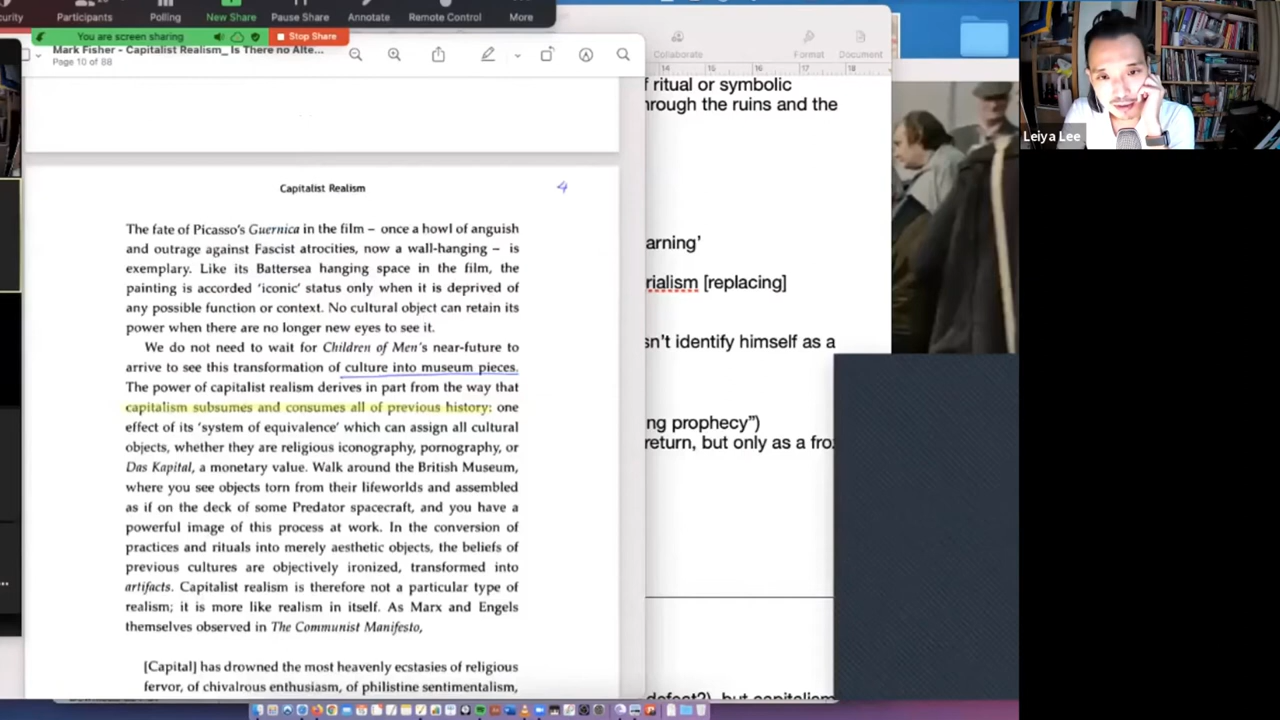 Participants
Polling
New Share
Pause Share
Annotate
Remote Control
More
You are screen sharing
Stop Share
Mark Fisher - Capitalist Realism_ Is There no Alte...
Page 10 of 88
Collaborate
Format
Document
14
15
16
17
18
Capitalist Realism
4
The fate of Picasso's Guernica in the film – once a howl of anguish
and outrage against Fascist atrocities, now a wall-hanging – is
exemplary. Like its Battersea hanging space in the film, the
painting is accorded 'iconic' status only when it is deprived of
any possible function or context. No cultural object can retain its
power when there are no longer new eyes to see it.
We do not need to wait for Children of Men's near-future to
arrive to see this transformation of culture into museum pieces.
The power of capitalist realism derives in part from the way that
capitalism subsumes and consumes all of previous history: one
effect of its 'system of equivalence' which can assign all cultural
objects, whether they are religious iconography, pornography, or
Das Kapital, a monetary value. Walk around the British Museum,
where you see objects torn from their lifeworlds and assembled
as if on the deck of some Predator spacecraft, and you have a
powerful image of this process at work. In the conversion of
practices and rituals into merely aesthetic objects, the beliefs of
previous cultures are objectively ironized, transformed into
artifacts. Capitalist realism is therefore not a particular type of
realism; it is more like realism in itself. As Marx and Engels
themselves observed in The Communist Manifesto,
[Capital] has drowned the most heavenly ecstasies of religious
fervor, of chivalrous enthusiasm, of philistine sentimentalism,
f ritual or symbolic
hrough the ruins and the
arning'
rialism [replacing]
sn't identify himself as a
ng prophecy")
return, but only as a fro
defect?), but capitalism
Leiya Lee